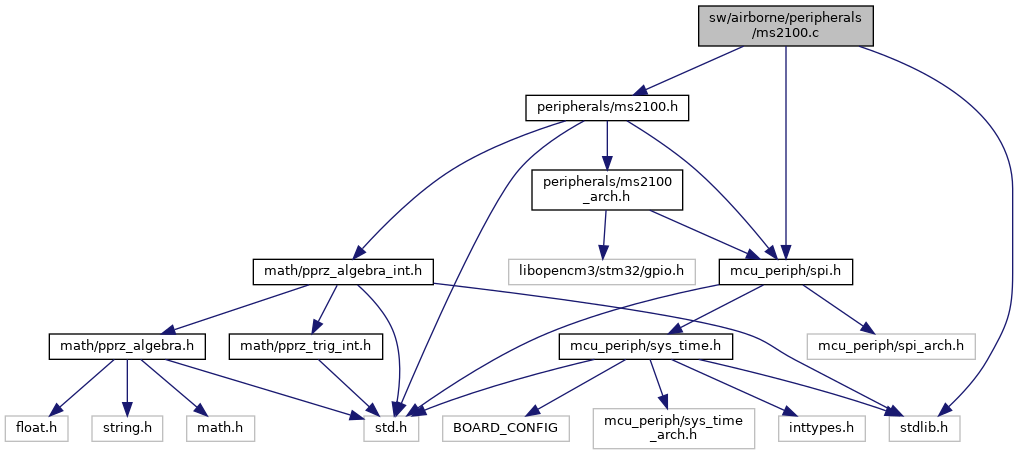 sw/airborne/peripherals
/ms2100.c
peripherals/ms2100.h
peripherals/ms2100
_arch.h
math/pprz_algebra_int.h
libopencm3/stm32/gpio.h
mcu_periph/spi.h
math/pprz_algebra.h
math/pprz_trig_int.h
mcu_periph/sys_time.h
mcu_periph/spi_arch.h
float.h
string.h
math.h
std.h
BOARD_CONFIG
mcu_periph/sys_time
_arch.h
inttypes.h
stdlib.h